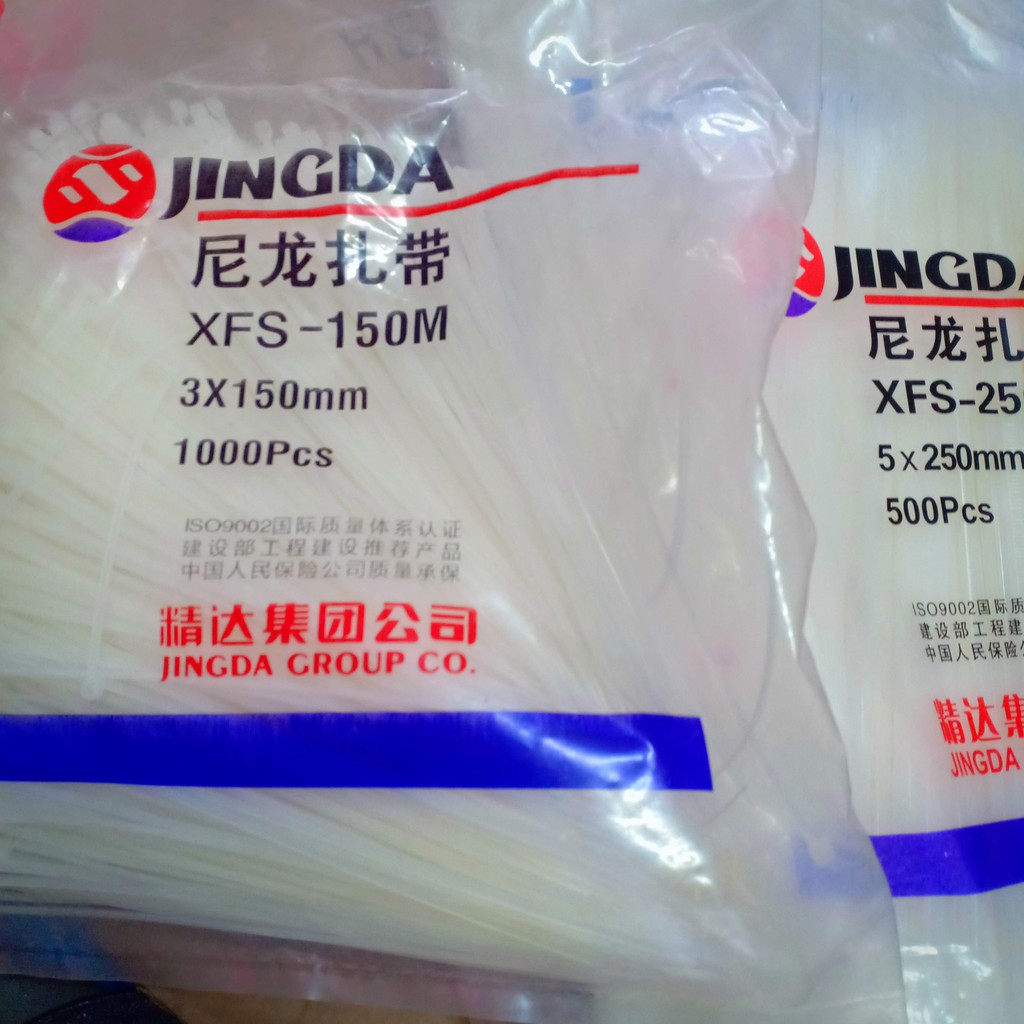 JINGDA
尼龙扎带
XFS-150M
3X150mm
1000Pcs
ISO9002国际质量体系认证
建设部工程建设推荐产品
中国人民保险公司质量承保
精达集团公司
JINGDA GROUP CO.
JINGDA
尼龙扎
XFS-25
5x250mm
500Pcs
ISO9002国际质
建设部工程建
中国人民保险公
精达集
JINGDA